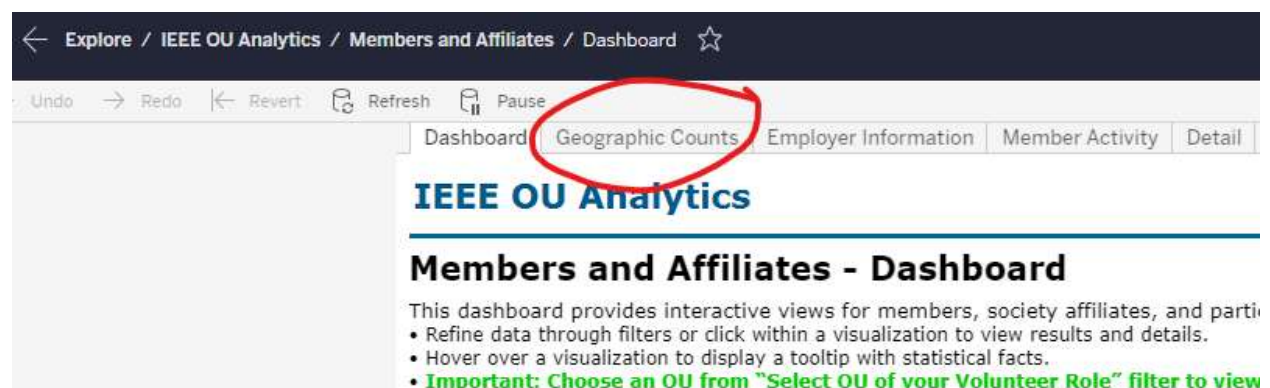 Explore / IEEE OU Analytics / Members and Affiliates / Dashboard
Undo Redo Revert Refresh Pause
Dashboard Geographic Counts Employer Information Member Activity Detail
IEEE OU Analytics
Members and Affiliates - Dashboard
This dashboard provides interactive views for members, society affiliates, and parti
• Refine data through filters or click within a visualization to view results and details.
• Hover over a visualization to display a tooltip with statistical facts.
• Important: Choose an OU from “Select OU of your Volunteer Role” filter to view